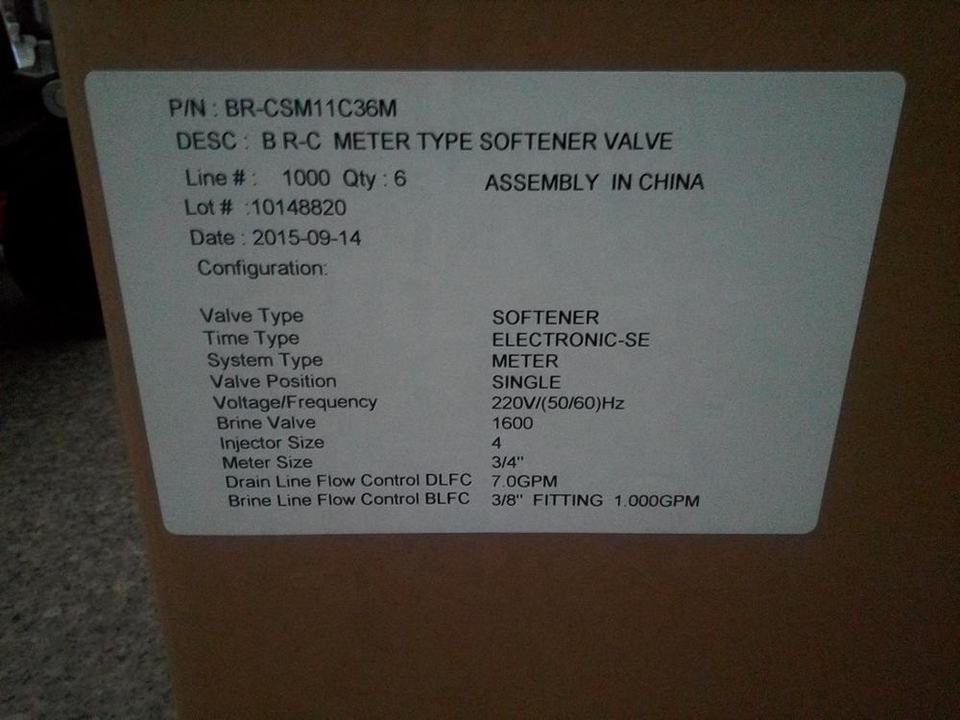 P/N : BR-CSM11C36M
DESC : B R-C METER TYPE SOFTENER VALVE
Line # : 1000 Qty : 6 ASSEMBLY IN CHINA
Lot # :10148820
Date : 2015-09-14
Configuration:
Valve Type SOFTENER
Time Type ELECTRONIC-SE
System Type METER
Valve Position SINGLE
Voltage/Frequency 220V/(50/60)Hz
Brine Valve 1600
Injector Size 4
Meter Size 3/4"
Drain Line Flow Control DLFC 7.0GPM
Brine Line Flow Control BLFC 3/8" FITTING 1.000GPM